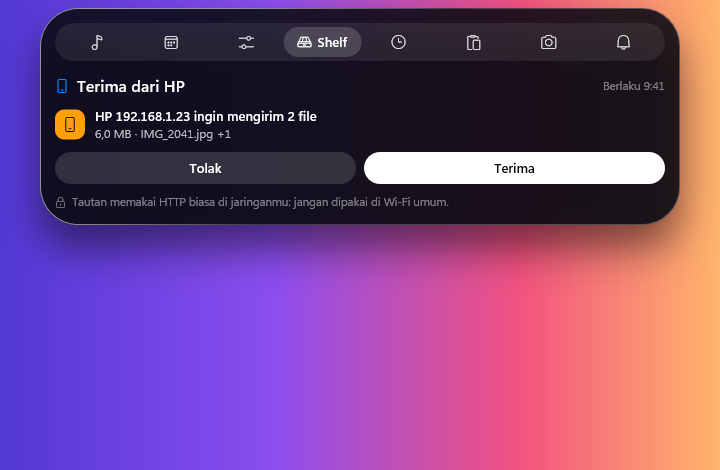 Shelf
Terima dari HP
Berlaku 9:41
HP 192.168.1.23 ingin mengirim 2 file
6,0 MB · IMG_2041.jpg +1
Tolak
Terima
Tautan memakai HTTP biasa di jaringanmu: jangan dipakai di Wi-Fi umum.